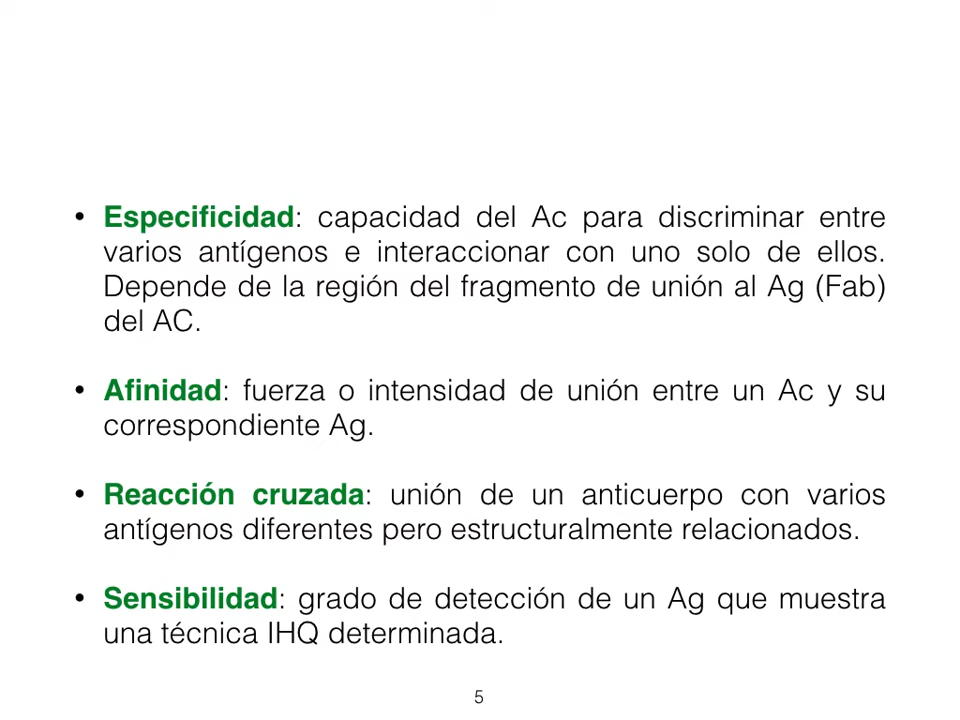 • Especificidad: capacidad del Ac para discriminar entre
varios antígenos e interaccionar con uno solo de ellos.
Depende de la región del fragmento de unión al Ag (Fab)
del AC.
• Afinidad: fuerza o intensidad de unión entre un Ac y su
correspondiente Ag.
• Reacción cruzada: unión de un anticuerpo con varios
antígenos diferentes pero estructuralmente relacionados.
• Sensibilidad: grado de detección de un Ag que muestra
una técnica IHQ determinada.
5